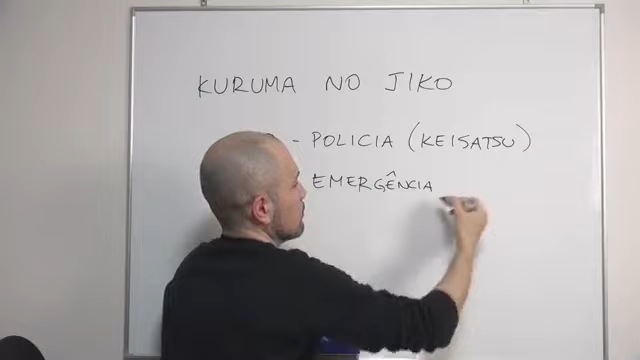 KURUMA NO JIKO
- POLICIA (KEISATSU)
EMERGÊNCIA